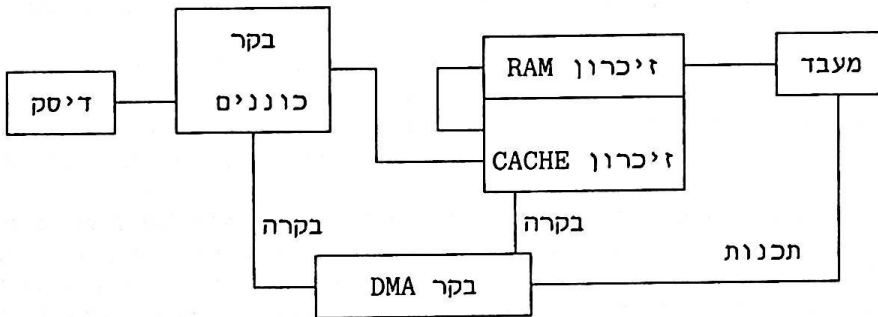 בקר
כוננים
דיסק
זיכרון RAM
זיכרון CACHE
מעבד
בקרה
בקרה
תכנות
בקר DMA